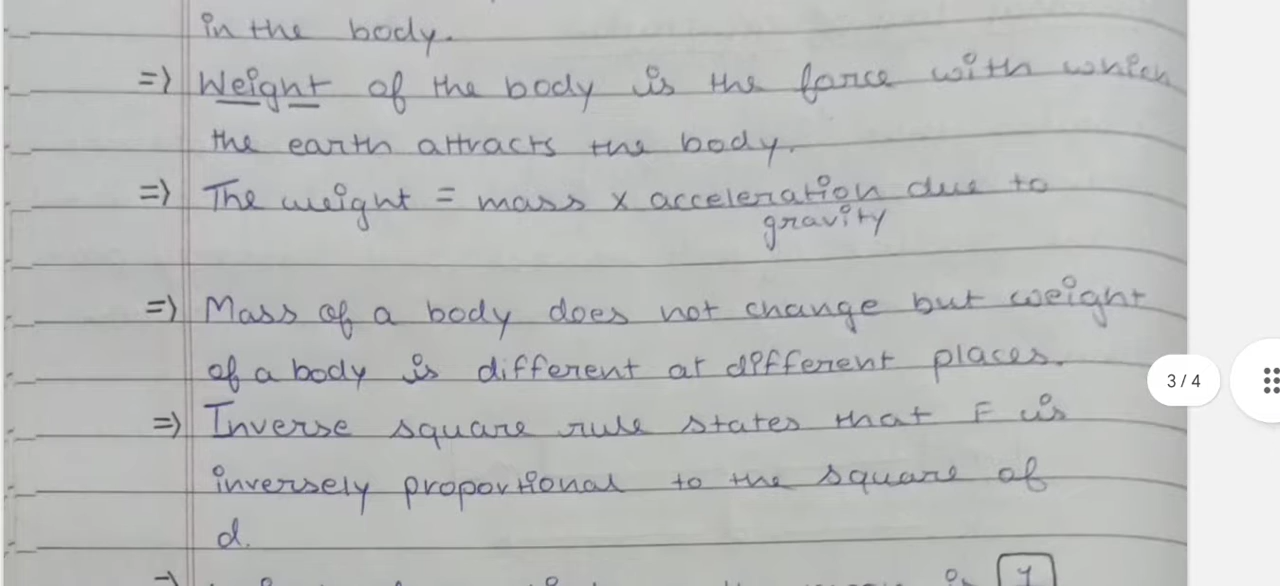 in the body.
=) Weight of the body is the force with which
the earth attracts the body.
=) The weight = mass x acceleration due to
gravity
=) Mass of a body does not change but weight
of a body is different at different places.
3 / 4
=) Inverse square rule states that F is
inversely proportional to the square of
d.